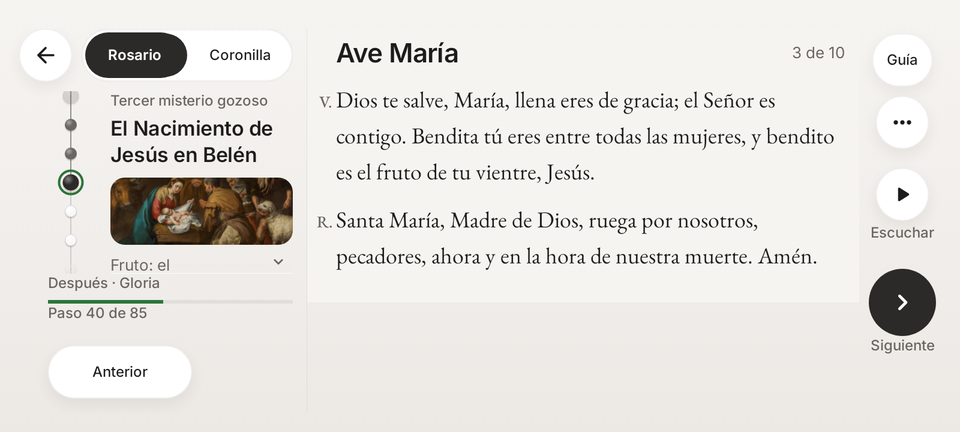 Rosario
Coronilla
Tercer misterio gozoso
El Nacimiento de
Jesús en Belén
Fruto: el
Después · Gloria
Paso 40 de 85
Anterior
Ave María
3 de 10
V. Dios te salve, María, llena eres de gracia; el Señor es
contigo. Bendita tú eres entre todas las mujeres, y bendito
es el fruto de tu vientre, Jesús.
R. Santa María, Madre de Dios, ruega por nosotros,
pecadores, ahora y en la hora de nuestra muerte. Amén.
Guía
Escuchar
Siguiente